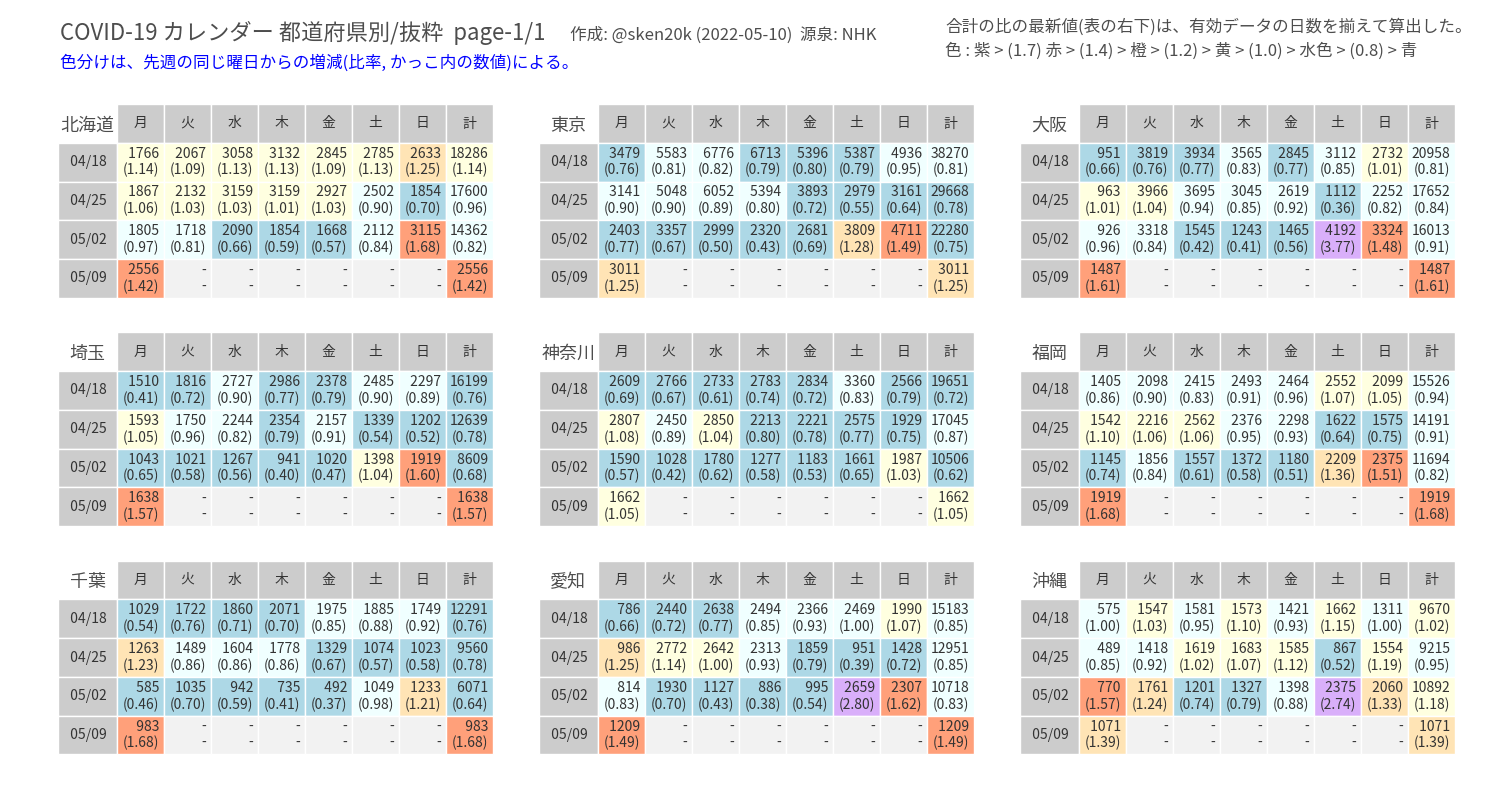 COVID-19 カレンダー 都道府県別/抜粋 page-1/1 作成: @sken20k (2022-05-10) 源泉: NHK
色分けは、先週の同じ曜日からの増減(比率, かっこ内の数値)による。
合計の比の最新値(表の右下)は、有効データの日数を揃えて算出した。
色 : 紫 > (1.7) 赤 > (1.4) > 橙 > (1.2) > 黄 > (1.0) > 水色 > (0.8) > 青
北海道 月 火 水 木 金 土 日 計
04/18 1766 2067 3058 3132 2845 2785 2633 18286
(1.14) (1.09) (1.13) (1.13) (1.09) (1.13) (1.25) (1.14)
04/25 1867 2132 3159 3159 2927 2502 1854 17600
(1.06) (1.03) (1.03) (1.01) (1.03) (0.90) (0.70) (0.96)
05/02 1805 1718 2090 1854 1668 2112 3115 14362
(0.97) (0.81) (0.66) (0.59) (0.57) (0.84) (1.68) (0.82)
05/09 2556 - - - - - - 2556
(1.42) - - - - - - (1.42)
東京 月 火 水 木 金 土 日 計
04/18 3479 5583 6776 6713 5396 5387 4936 38270
(0.76) (0.81) (0.82) (0.79) (0.80) (0.79) (0.95) (0.81)
04/25 3141 5048 6052 5394 3893 2979 3161 29668
(0.90) (0.90) (0.89) (0.80) (0.72) (0.55) (0.64) (0.78)
05/02 2403 3357 2999 2320 2681 3809 4711 22280
(0.77) (0.67) (0.50) (0.43) (0.69) (1.28) (1.49) (0.75)
05/09 3011 - - - - - - 3011
(1.25) - - - - - - (1.25)
大阪 月 火 水 木 金 土 日 計
04/18 951 3819 3934 3565 2845 3112 2732 20958
(0.66) (0.76) (0.77) (0.83) (0.77) (0.85) (1.01) (0.81)
04/25 963 3966 3695 3045 2619 1112 2252 17652
(1.01) (1.04) (0.94) (0.85) (0.92) (0.36) (0.82) (0.84)
05/02 926 3318 1545 1243 1465 4192 3324 16013
(0.96) (0.84) (0.42) (0.41) (0.56) (3.77) (1.48) (0.91)
05/09 1487 - - - - - - 1487
(1.61) - - - - - - (1.61)
埼玉 月 火 水 木 金 土 日 計
04/18 1510 1816 2727 2986 2378 2485 2297 16199
(0.41) (0.72) (0.90) (0.77) (0.79) (0.90) (0.89) (0.76)
04/25 1593 1750 2244 2354 2157 1339 1202 12639
(1.05) (0.96) (0.82) (0.79) (0.91) (0.54) (0.52) (0.78)
05/02 1043 1021 1267 941 1020 1398 1919 8609
(0.65) (0.58) (0.56) (0.40) (0.47) (1.04) (1.60) (0.68)
05/09 1638 - - - - - - 1638
(1.57) - - - - - - (1.57)
神奈川 月 火 水 木 金 土 日 計
04/18 2609 2766 2733 2783 2834 3360 2566 19651
(0.69) (0.67) (0.61) (0.74) (0.72) (0.83) (0.79) (0.72)
04/25 2807 2450 2850 2213 2221 2575 1929 17045
(1.08) (0.89) (1.04) (0.80) (0.78) (0.77) (0.75) (0.87)
05/02 1590 1028 1780 1277 1183 1661 1987 10506
(0.57) (0.42) (0.62) (0.58) (0.53) (0.65) (1.03) (0.62)
05/09 1662 - - - - - - 1662
(1.05) - - - - - - (1.05)
福岡 月 火 水 木 金 土 日 計
04/18 1405 2098 2415 2493 2464 2552 2099 15526
(0.86) (0.90) (0.83) (0.91) (0.96) (1.07) (1.05) (0.94)
04/25 1542 2216 2562 2376 2298 1622 1575 14191
(1.10) (1.06) (1.06) (0.95) (0.93) (0.64) (0.75) (0.91)
05/02 1145 1856 1557 1372 1180 2209 2375 11694
(0.74) (0.84) (0.61) (0.58) (0.51) (1.36) (1.51) (0.82)
05/09 1919 - - - - - - 1919
(1.68) - - - - - - (1.68)
千葉 月 火 水 木 金 土 日 計
04/18 1029 1722 1860 2071 1975 1885 1749 12291
(0.54) (0.76) (0.71) (0.70) (0.85) (0.88) (0.92) (0.76)
04/25 1263 1489 1604 1778 1329 1074 1023 9560
(1.23) (0.86) (0.86) (0.86) (0.67) (0.57) (0.58) (0.78)
05/02 585 1035 942 735 492 1049 1233 6071
(0.46) (0.70) (0.59) (0.41) (0.37) (0.98) (1.21) (0.64)
05/09 983 - - - - - - 983
(1.68) - - - - - - (1.68)
愛知 月 火 水 木 金 土 日 計
04/18 786 2440 2638 2494 2366 2469 1990 15183
(0.66) (0.72) (0.77) (0.85) (0.93) (1.00) (1.07) (0.85)
04/25 986 2772 2642 2313 1859 951 1428 12951
(1.25) (1.14) (1.00) (0.93) (0.79) (0.39) (0.72) (0.85)
05/02 814 1930 1127 886 995 2659 2307 10718
(0.83) (0.70) (0.43) (0.38) (0.54) (2.80) (1.62) (0.83)
05/09 1209 - - - - - - 1209
(1.49) - - - - - - (1.49)
沖縄 月 火 水 木 金 土 日 計
04/18 575 1547 1581 1573 1421 1662 1311 9670
(1.00) (1.03) (0.95) (1.10) (0.93) (1.15) (1.00) (1.02)
04/25 489 1418 1619 1683 1585 867 1554 9215
(0.85) (0.92) (1.02) (1.07) (1.12) (0.52) (1.19) (0.95)
05/02 770 1761 1201 1327 1398 2375 2060 10892
(1.57) (1.24) (0.74) (0.79) (0.88) (2.74) (1.33) (1.18)
05/09 1071 - - - - - - 1071
(1.39) - - - - - - (1.39)